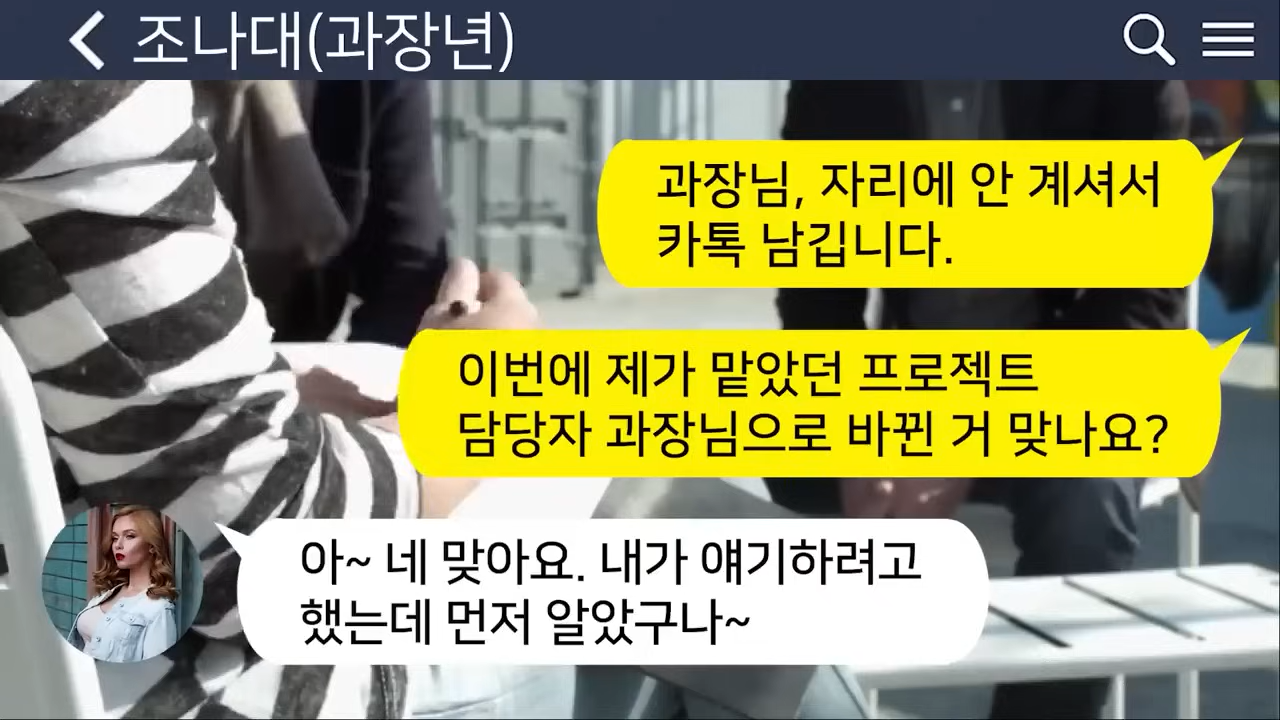 조나대(과장년)
과장님, 자리에 안 계셔서
카톡 남깁니다.
이번에 제가 맡았던 프로젝트
담당자 과장님으로 바뀐 거 맞나요?
아~ 네 맞아요. 내가 얘기하려고
했는데 먼저 알았구나~